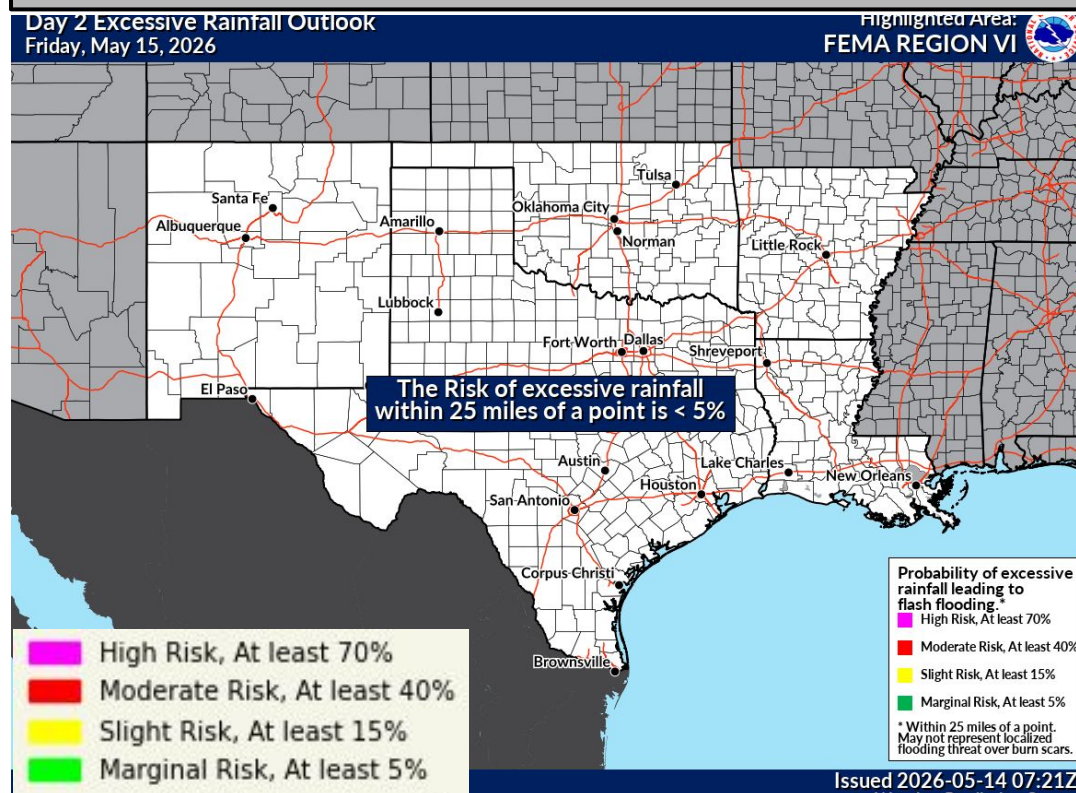 Day 2 Excessive Rainfall Outlook
Friday, May 15, 2026
Highlighted Area:
FEMA REGION VI
Santa Fe
Albuquerque
Amarillo
Lubbock
Tulsa
Oklahoma City
Norman
Little Rock
Fort Worth
Dallas
Shreveport
El Paso
The Risk of excessive rainfall
within 25 miles of a point is < 5%
Austin
San Antonio
Houston
Lake Charles
New Orleans
Corpus Christi
Brownsville
High Risk, At least 70%
Moderate Risk, At least 40%
Slight Risk, At least 15%
Marginal Risk, At least 5%
Probability of excessive
rainfall leading to
flash flooding.*
High Risk, At least 70%
Moderate Risk, At least 40%
Slight Risk, At least 15%
Marginal Risk, At least 5%
* Within 25 miles of a point.
May not represent localized
flooding threat over burn scars.
Issued 2026-05-14 07:21Z